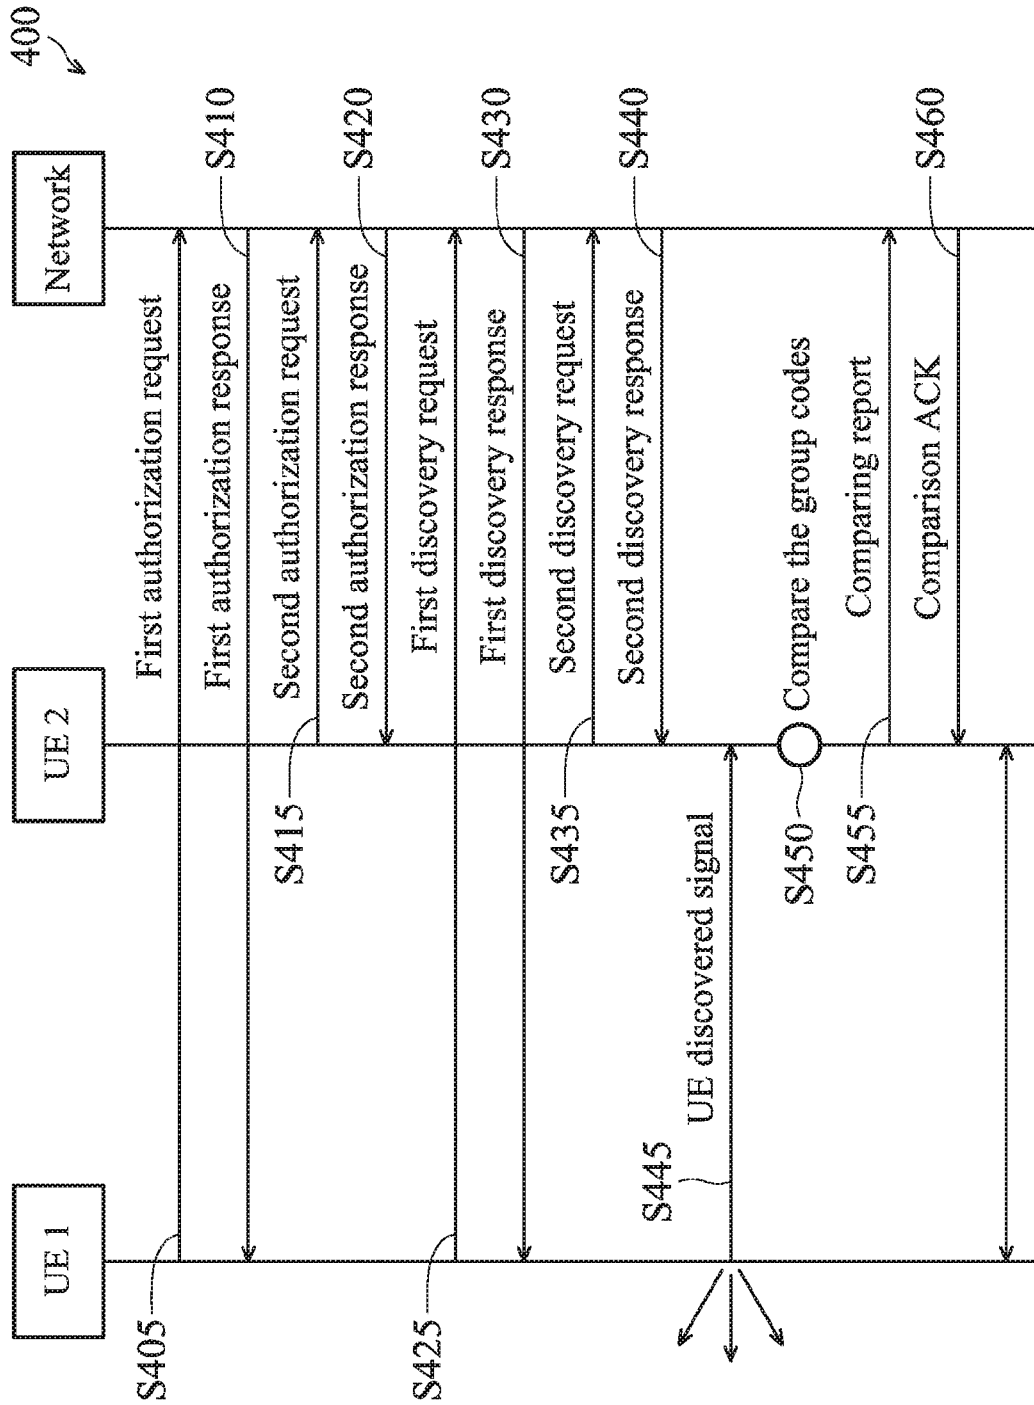 400
UE 1
UE 2
Network
First authorization request
S405
First authorization response
S410
Second authorization request
S415
Second authorization response
S420
First discovery request
S425
First discovery response
S430
Second discovery request
S435
Second discovery response
S440
UE discovered signal
S445
Compare the group codes
S450
Comparing report
S455
Comparison ACK
S460